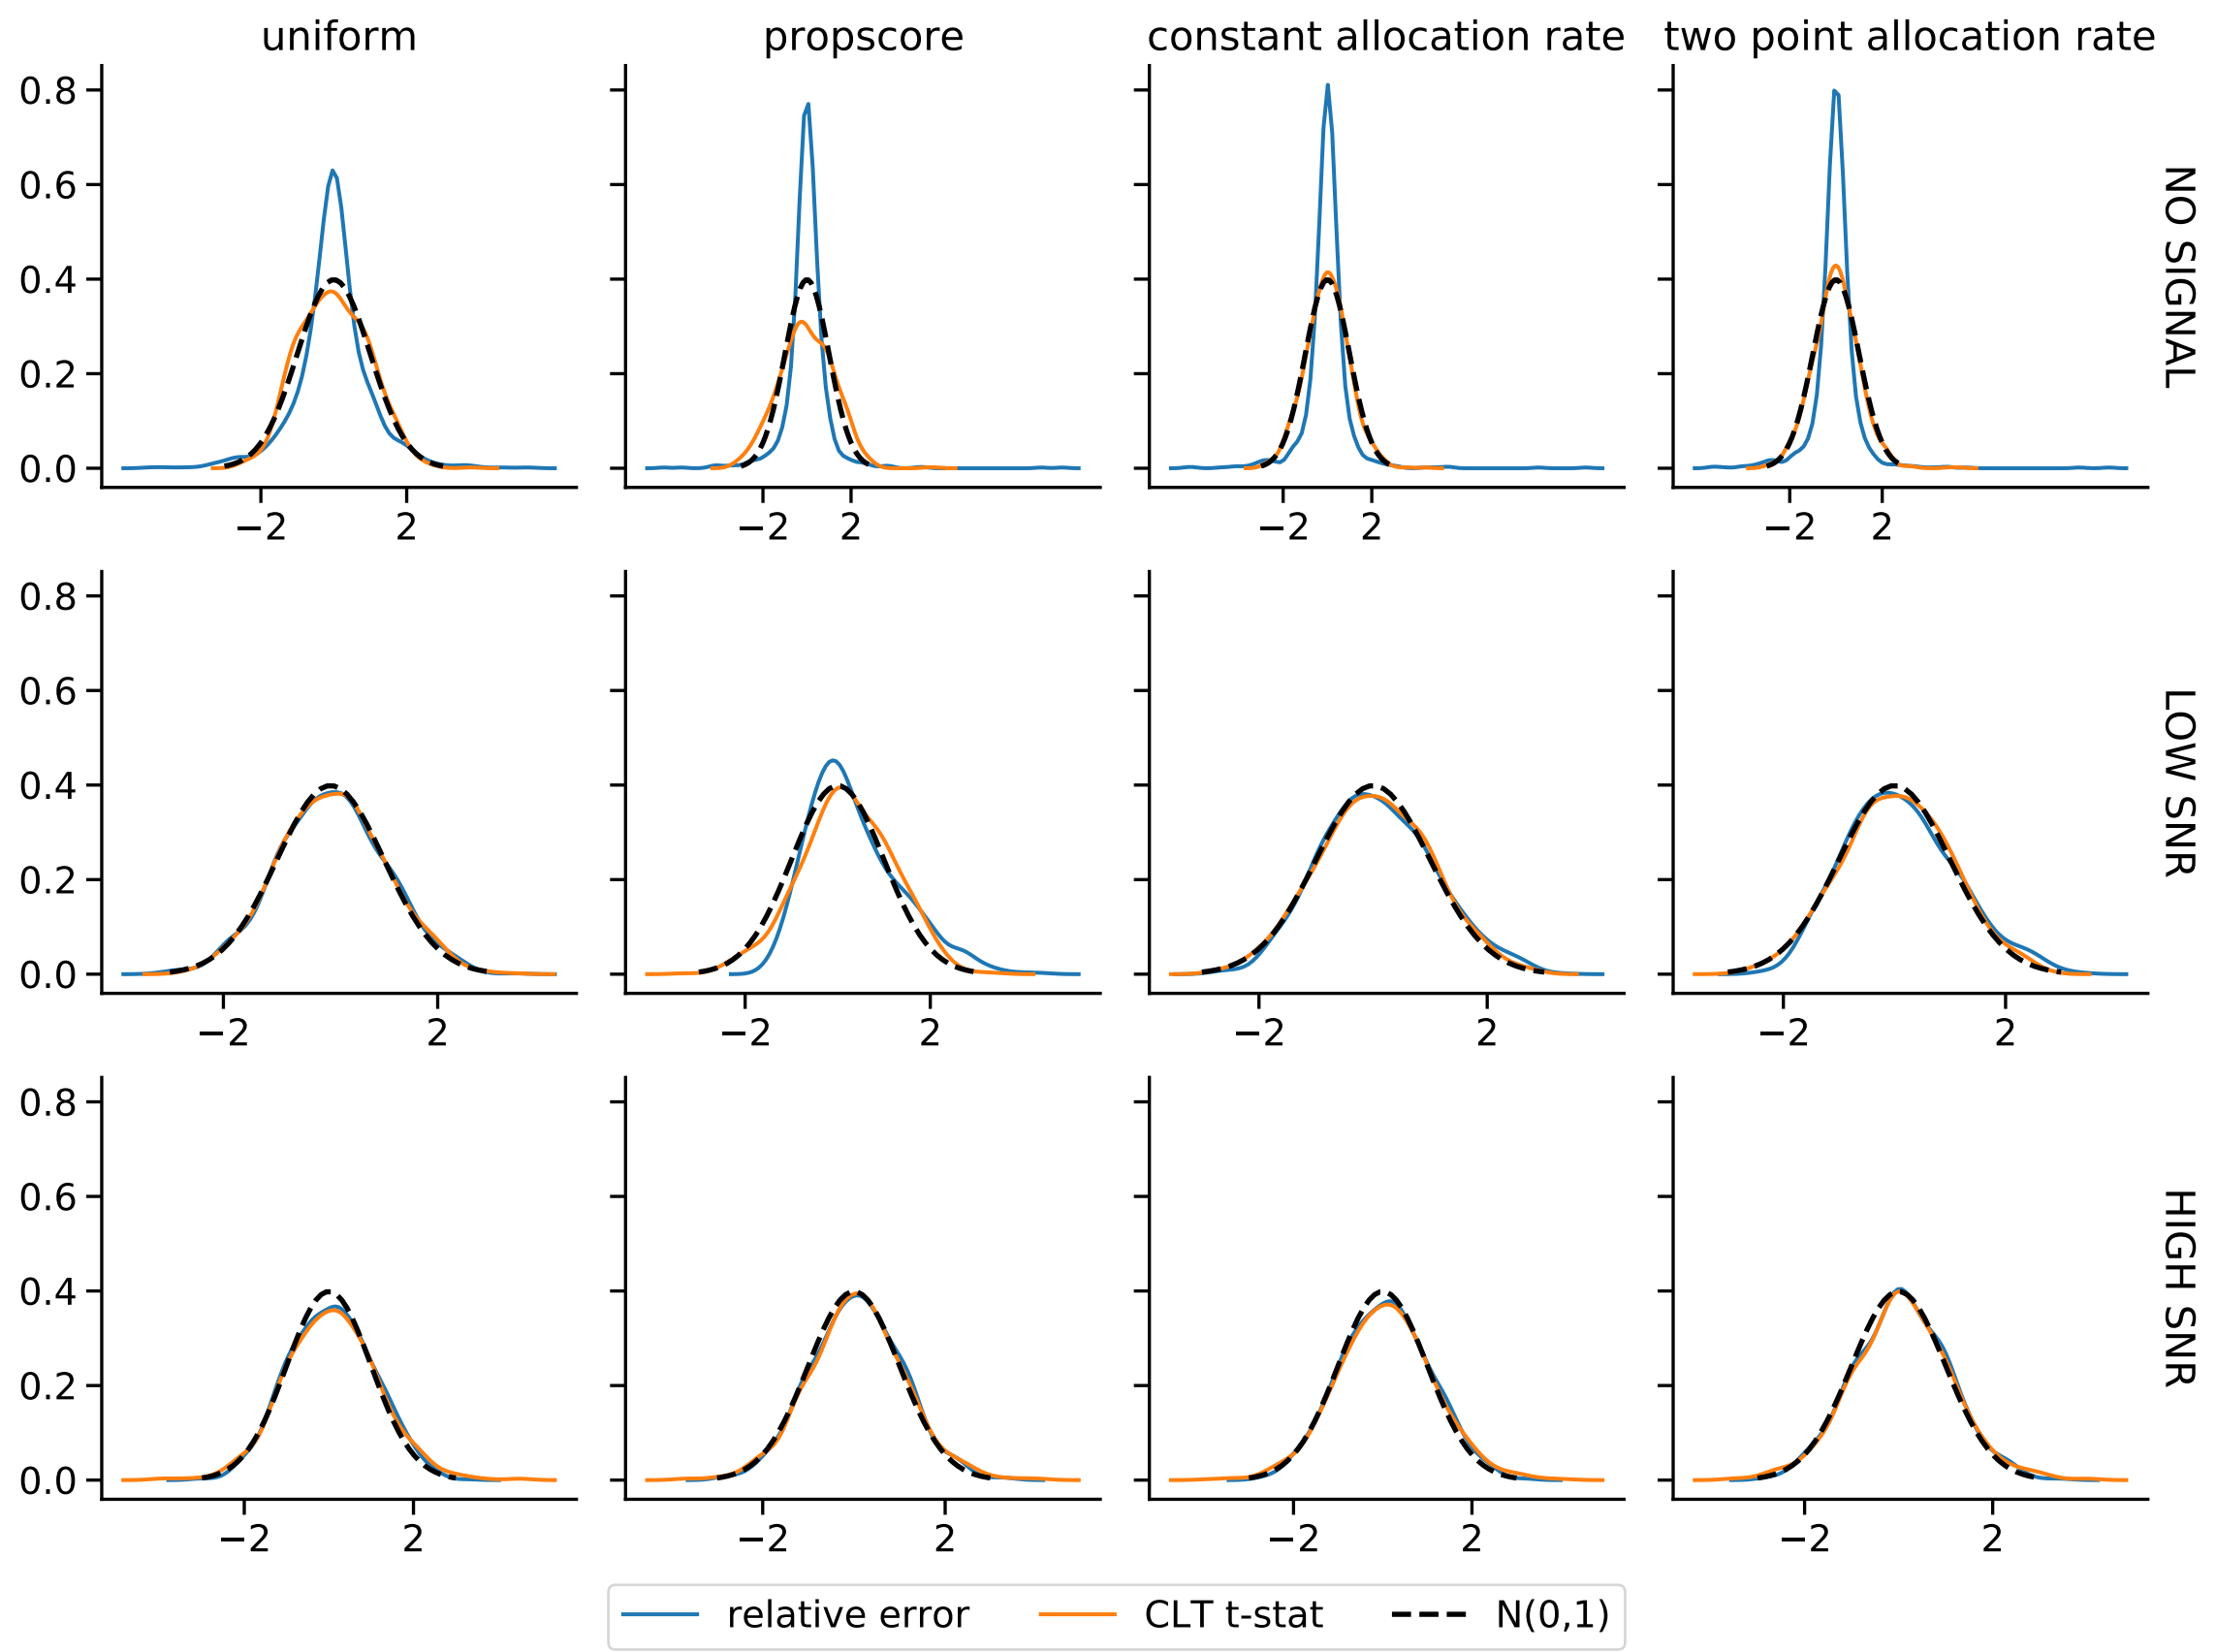 uniform propscore constant allocation rate two point allocation rate
0.8
0.6
0.4
0.2
0.0
−2 2 −2 2 −2 2 −2 2
NO SIGNAL
0.8
0.6
0.4
0.2
0.0
−2 2 −2 2 −2 2 −2 2
LOW SNR
0.8
0.6
0.4
0.2
0.0
−2 2 −2 2 −2 2 −2 2
HIGH SNR
relative error CLT t-stat N(0,1)